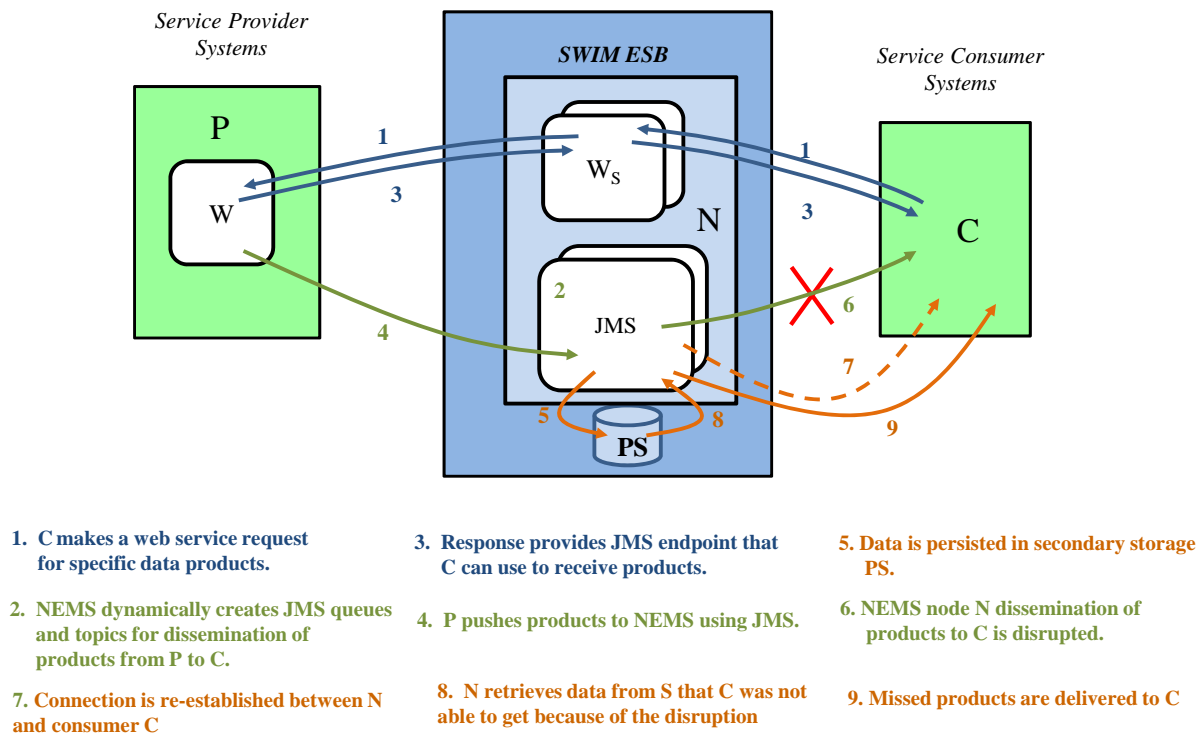 Service Provider
Systems
SWIM ESB
Service Consumer
Systems
P
1
3
W
W_S
N
1
3
C
2
JMS
4
6
7
5
8
9
PS
1. C makes a web service request
for specific data products.
3. Response provides JMS endpoint that
C can use to receive products.
5. Data is persisted in secondary storage
PS.
2. NEMS dynamically creates JMS queues
and topics for dissemination of
products from P to C.
4. P pushes products to NEMS using JMS.
6. NEMS node N dissemination of
products to C is disrupted.
7. Connection is re-established between N
and consumer C
8. N retrieves data from S that C was not
able to get because of the disruption
9. Missed products are delivered to C